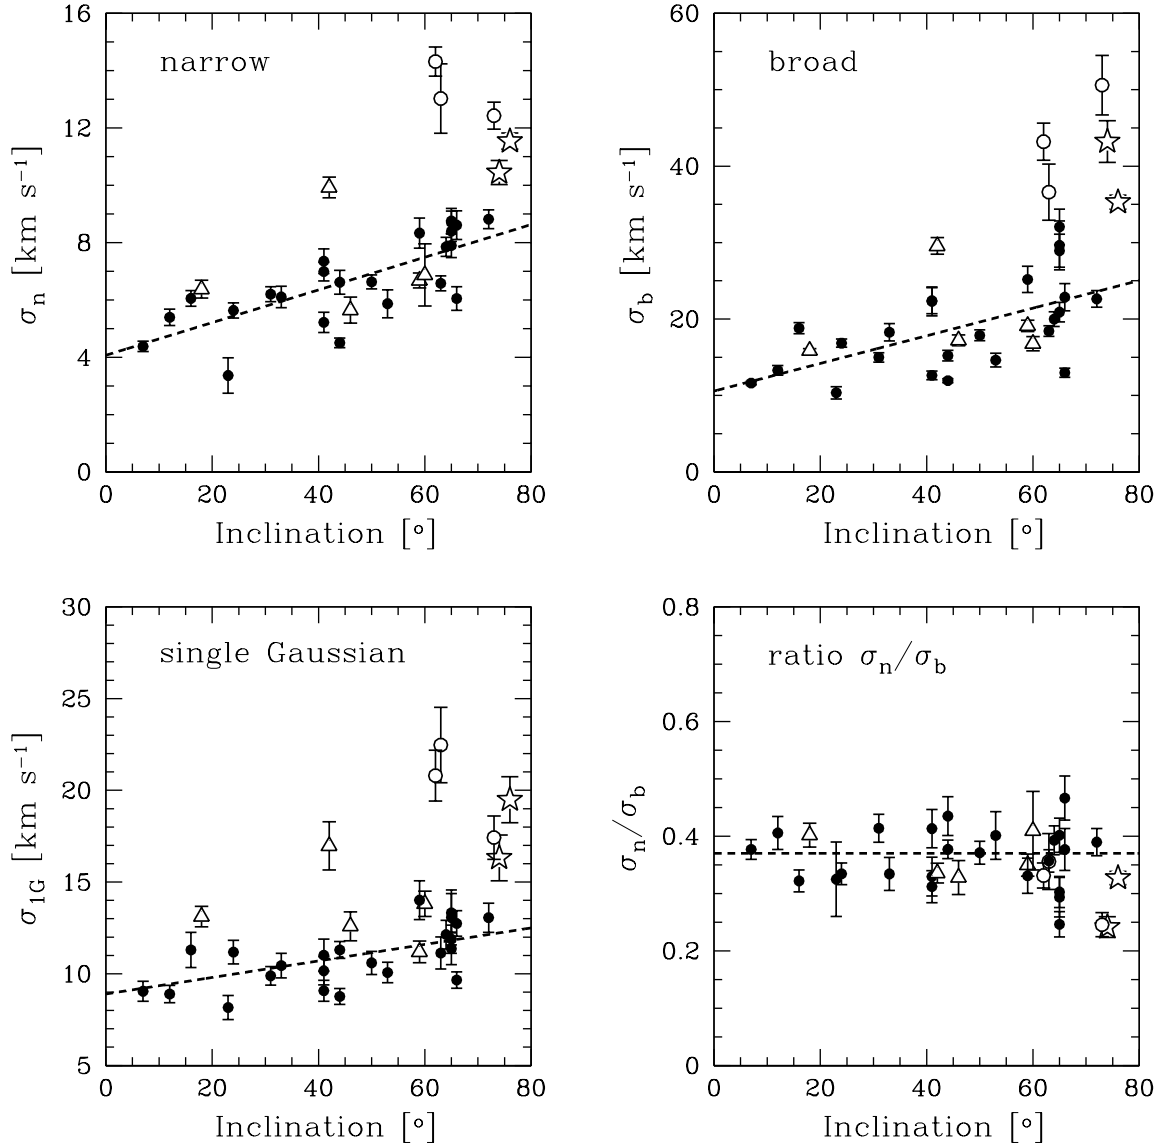 narrow
σn [km s−1]
16
12
8
4
0
0 20 40 60 80
Inclination [°]
broad
σb [km s−1]
60
40
20
0
0 20 40 60 80
Inclination [°]
single Gaussian
σ1G [km s−1]
30
25
20
15
10
5
0 20 40 60 80
Inclination [°]
ratio σn/σb
σn/σb
0.8
0.6
0.4
0.2
0
0 20 40 60 80
Inclination [°]